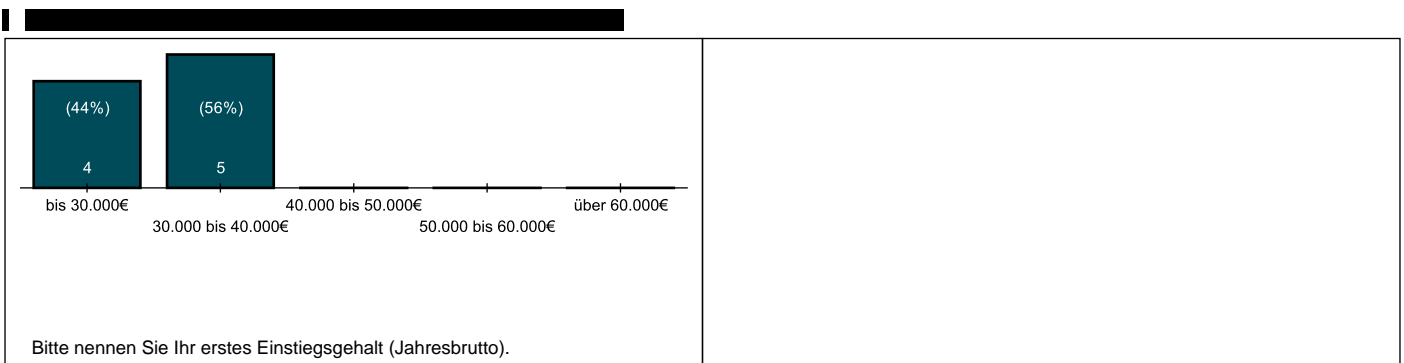 (44%) (56%)
4 5
bis 30.000€ 40.000 bis 50.000€ über 60.000€
30.000 bis 40.000€ 50.000 bis 60.000€
Bitte nennen Sie Ihr erstes Einstiegsgehalt (Jahresbrutto).